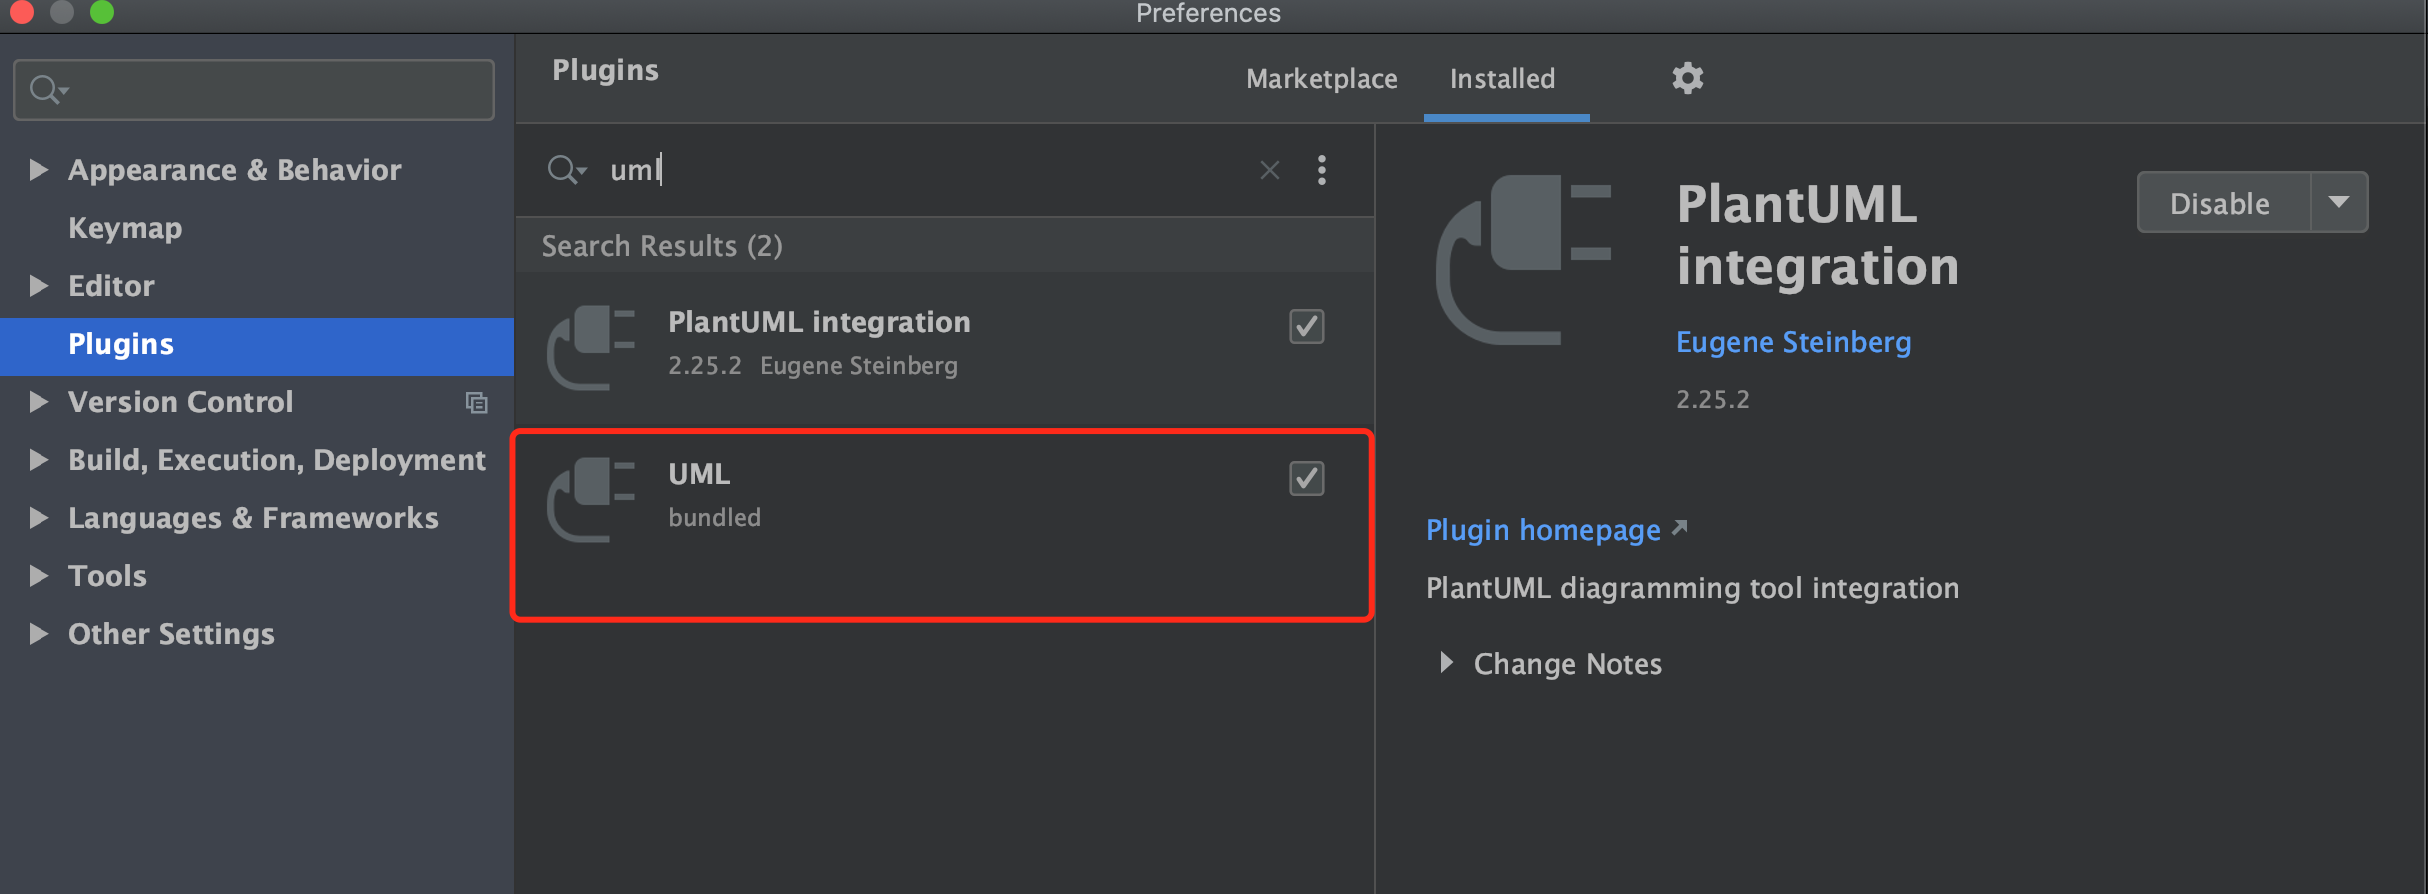 Preferences
Appearance & Behavior
Keymap
Editor
Plugins
Version Control
Build, Execution, Deployment
Languages & Frameworks
Tools
Other Settings
Plugins
Marketplace
Installed
uml
Search Results (2)
PlantUML integration
2.25.2 Eugene Steinberg
UML
bundled
PlantUML
integration
Disable
Eugene Steinberg
2.25.2
Plugin homepage
PlantUML diagramming tool integration
Change Notes